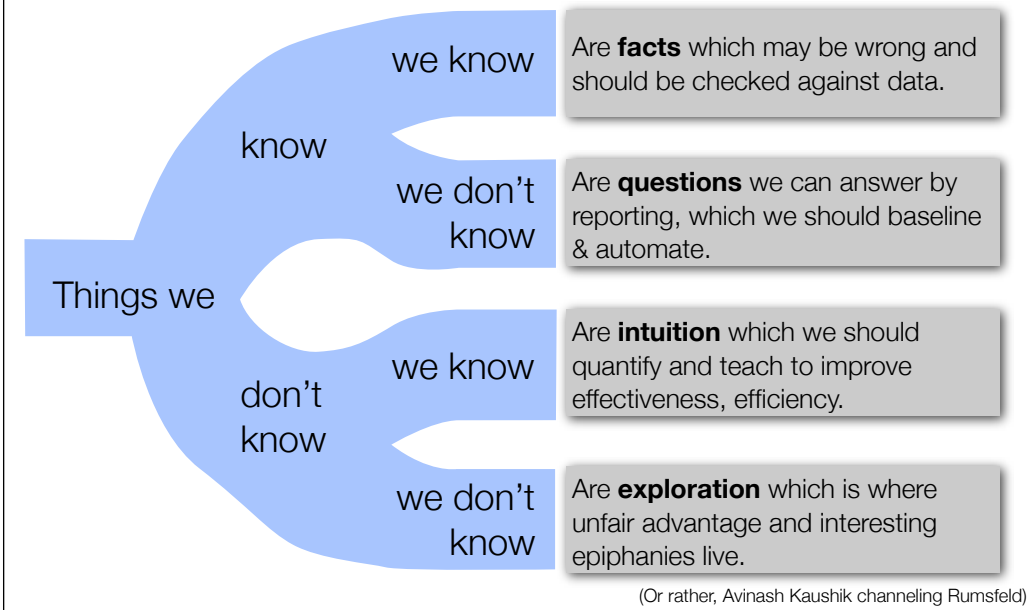 Things we
know
we know
Are facts which may be wrong and
should be checked against data.
we don't
know
Are questions we can answer by
reporting, which we should baseline
& automate.
don't
know
we know
Are intuition which we should
quantify and teach to improve
effectiveness, efficiency.
we don't
know
Are exploration which is where
unfair advantage and interesting
epiphanies live.
(Or rather, Avinash Kaushik channeling Rumsfeld)